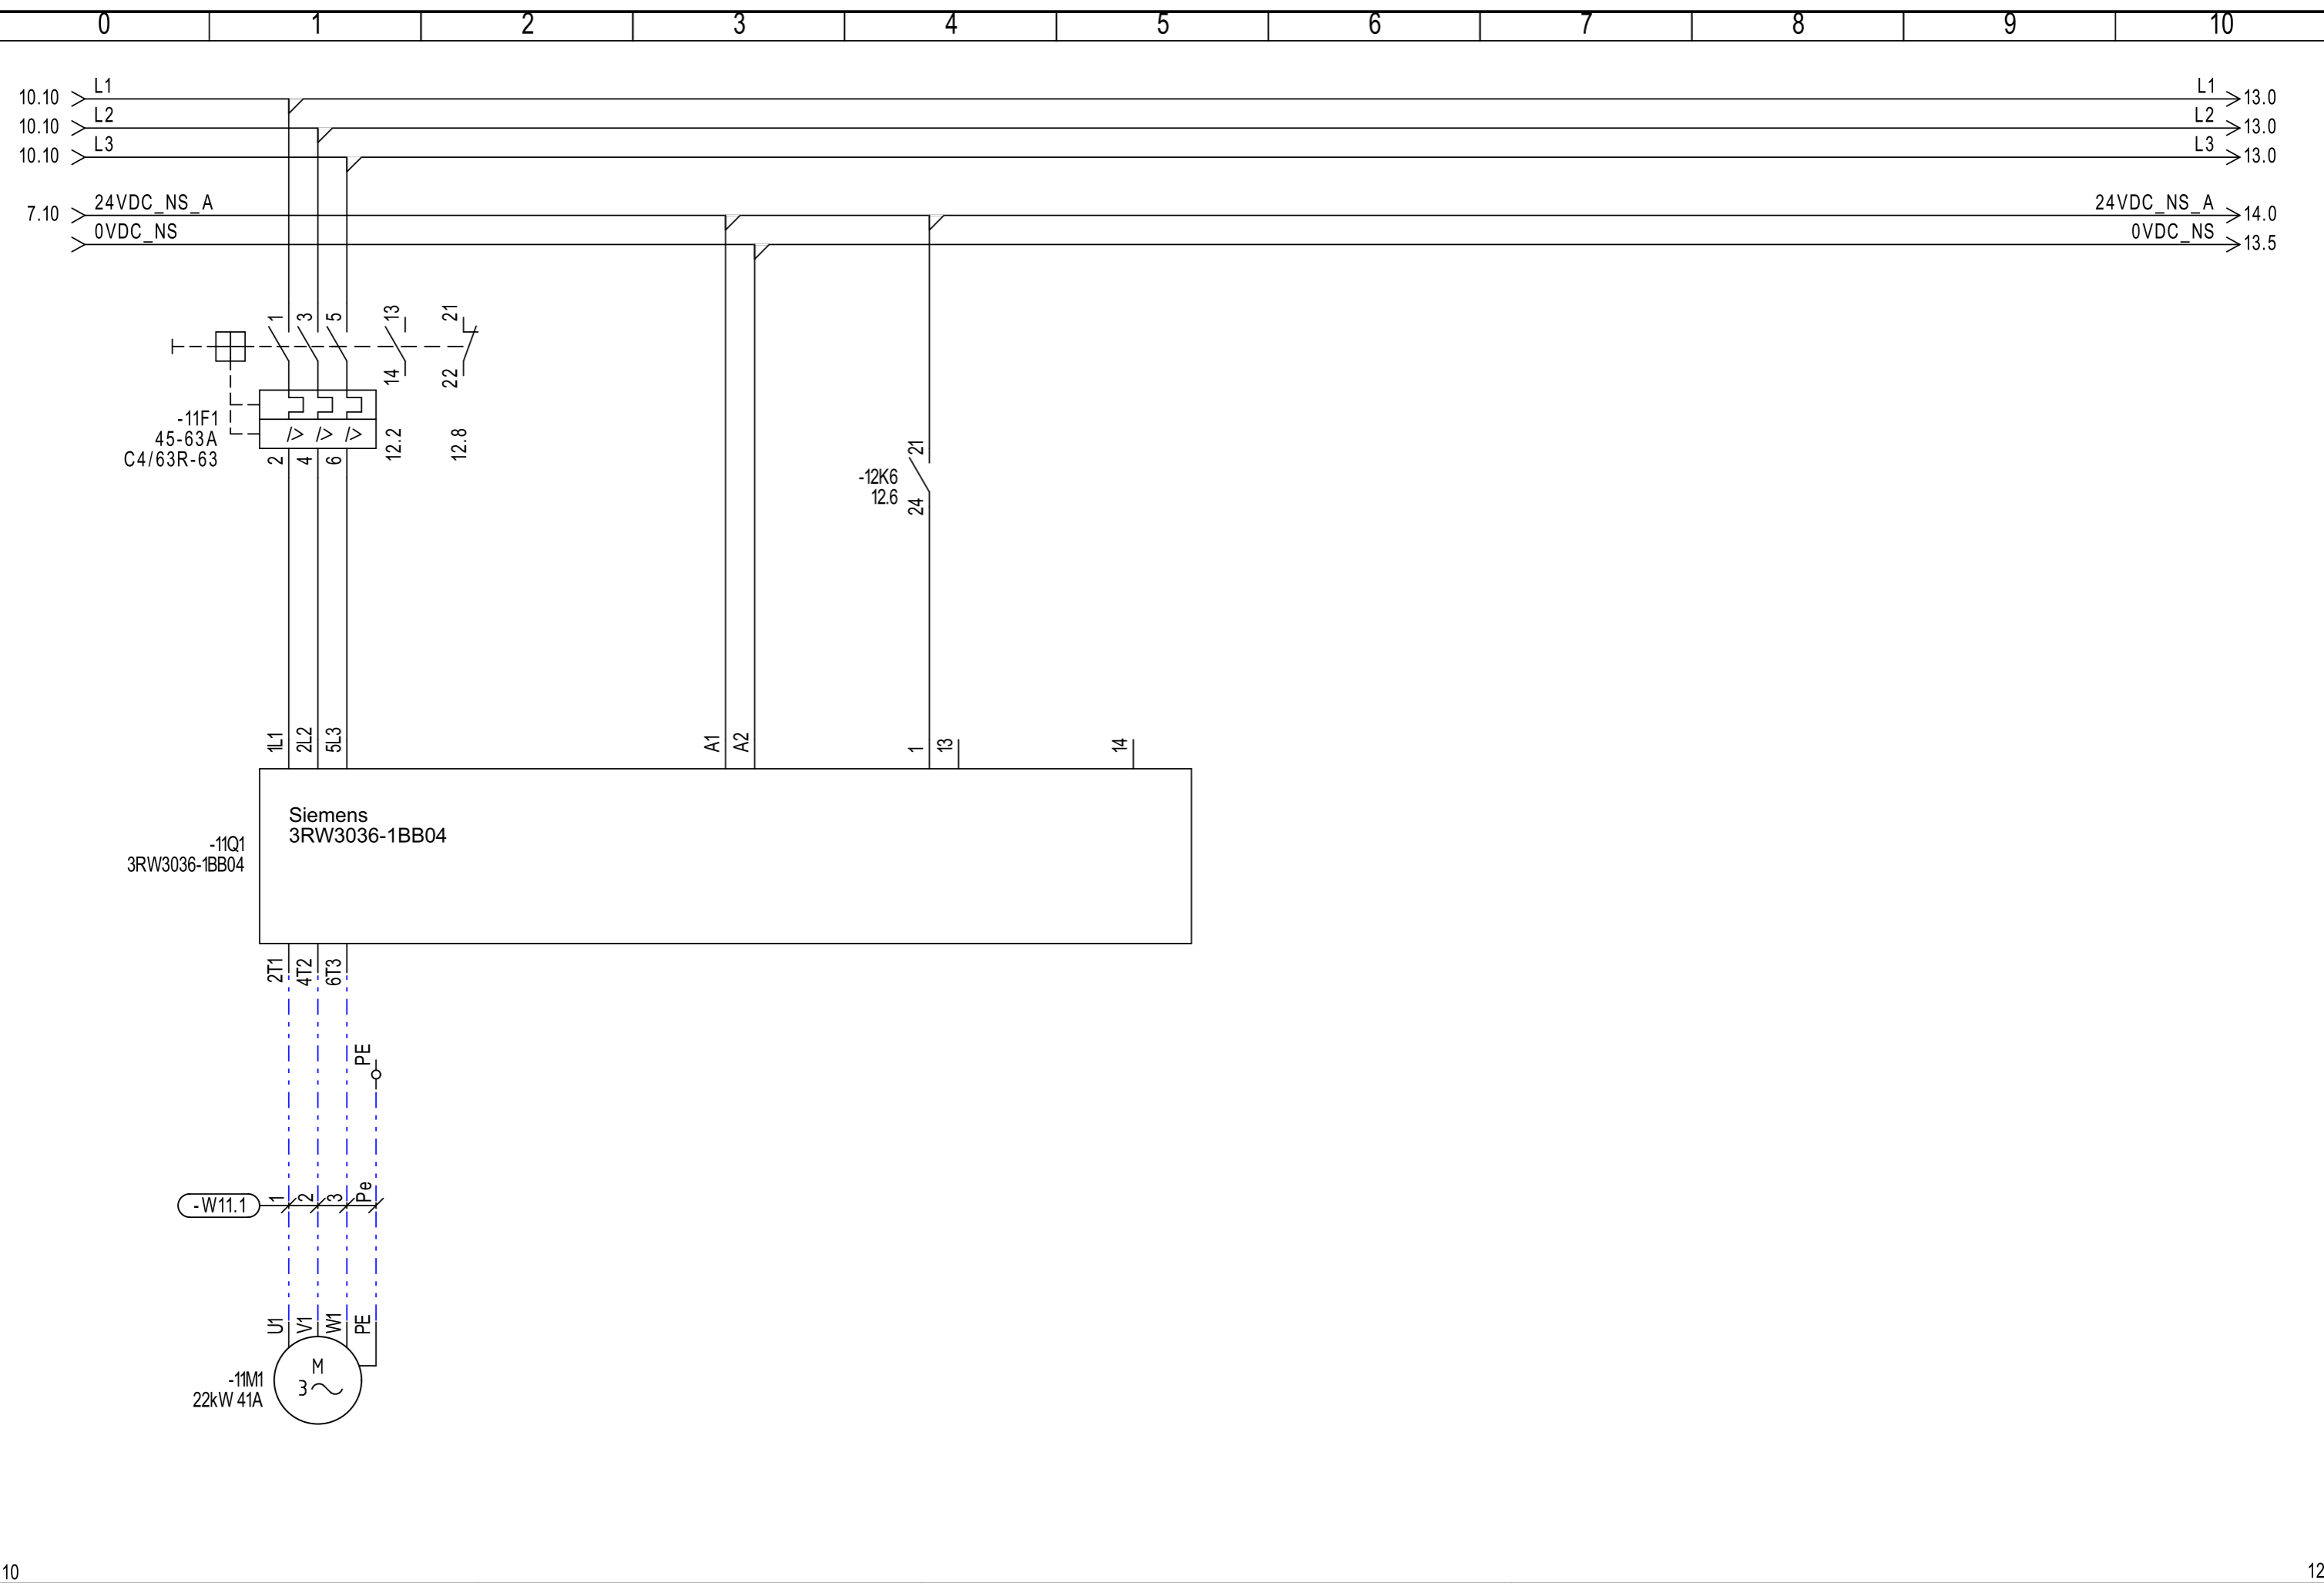 0 1 2 3 4 5 6 7 8 9 10
L1 L1
10.10 13.0
L2 L2
10.10 13.0
L3 L3
10.10 13.0
24VDC_NS_A 24VDC_NS_A
7.10 14.0
0VDC_NS 0VDC_NS
13.5
1 3 5 13 21
14 22
-11F1
45-63A
C4/63R-63
/> /> />
2 4 6 12.2 12.8
21
-12K6
12.6
24
1L1 2L2 5L3 A1 A2 1 13 14
Siemens
3RW3036-1BB04
-11Q1
3RW3036-1BB04
2T1 4T2 6T3
PE
-W11.1 1 2 3 Pe
U1 V1 W1 PE
M
3~
-11M1
22kW 41A
10 12